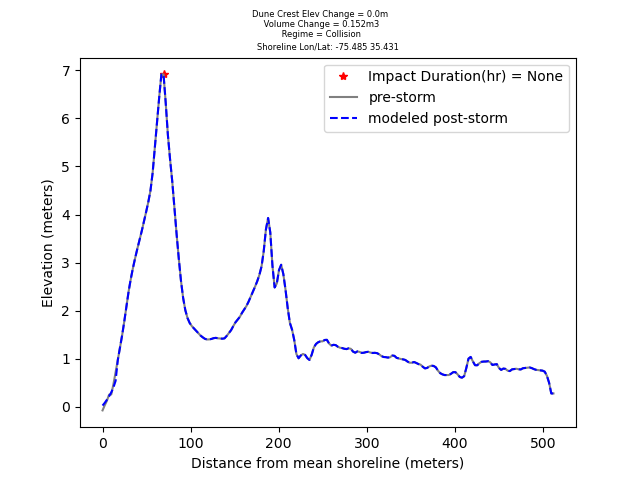 Dune Crest Elev Change = 0.0m
Volume Change = 0.152m3
Regime = Collision
Shoreline Lon/Lat: -75.485 35.431
Impact Duration(hr) = None
pre-storm
modeled post-storm
Elevation (meters)
7
6
5
4
3
2
1
0
0 100 200 300 400 500
Distance from mean shoreline (meters)